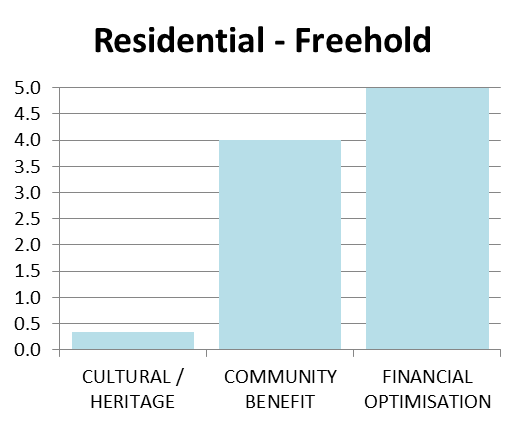 Residential - Freehold
5.0
4.5
4.0
3.5
3.0
2.5
2.0
1.5
1.0
0.5
0.0
CULTURAL /
HERITAGE
COMMUNITY
BENEFIT
FINANCIAL
OPTIMISATION